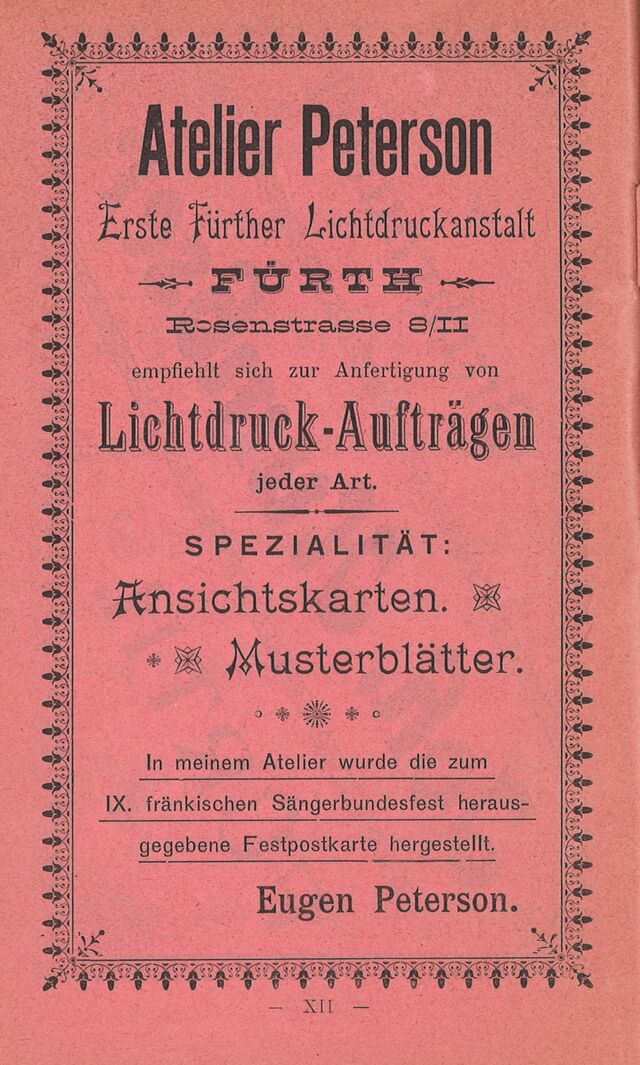 Atelier Peterson
Erste Fürther Lichtdruckanstalt
FÜRTH
Rosenstrasse 8/II
empfiehlt sich zur Anfertigung von
Lichtdruck-Aufträgen
jeder Art.
SPEZIALITÄT:
Ansichtskarten.
Musterblätter.
In meinem Atelier wurde die zum
IX. fränkischen Sängerbundesfest heraus-
gegebene Festpostkarte hergestellt.
Eugen Peterson.
— XII —